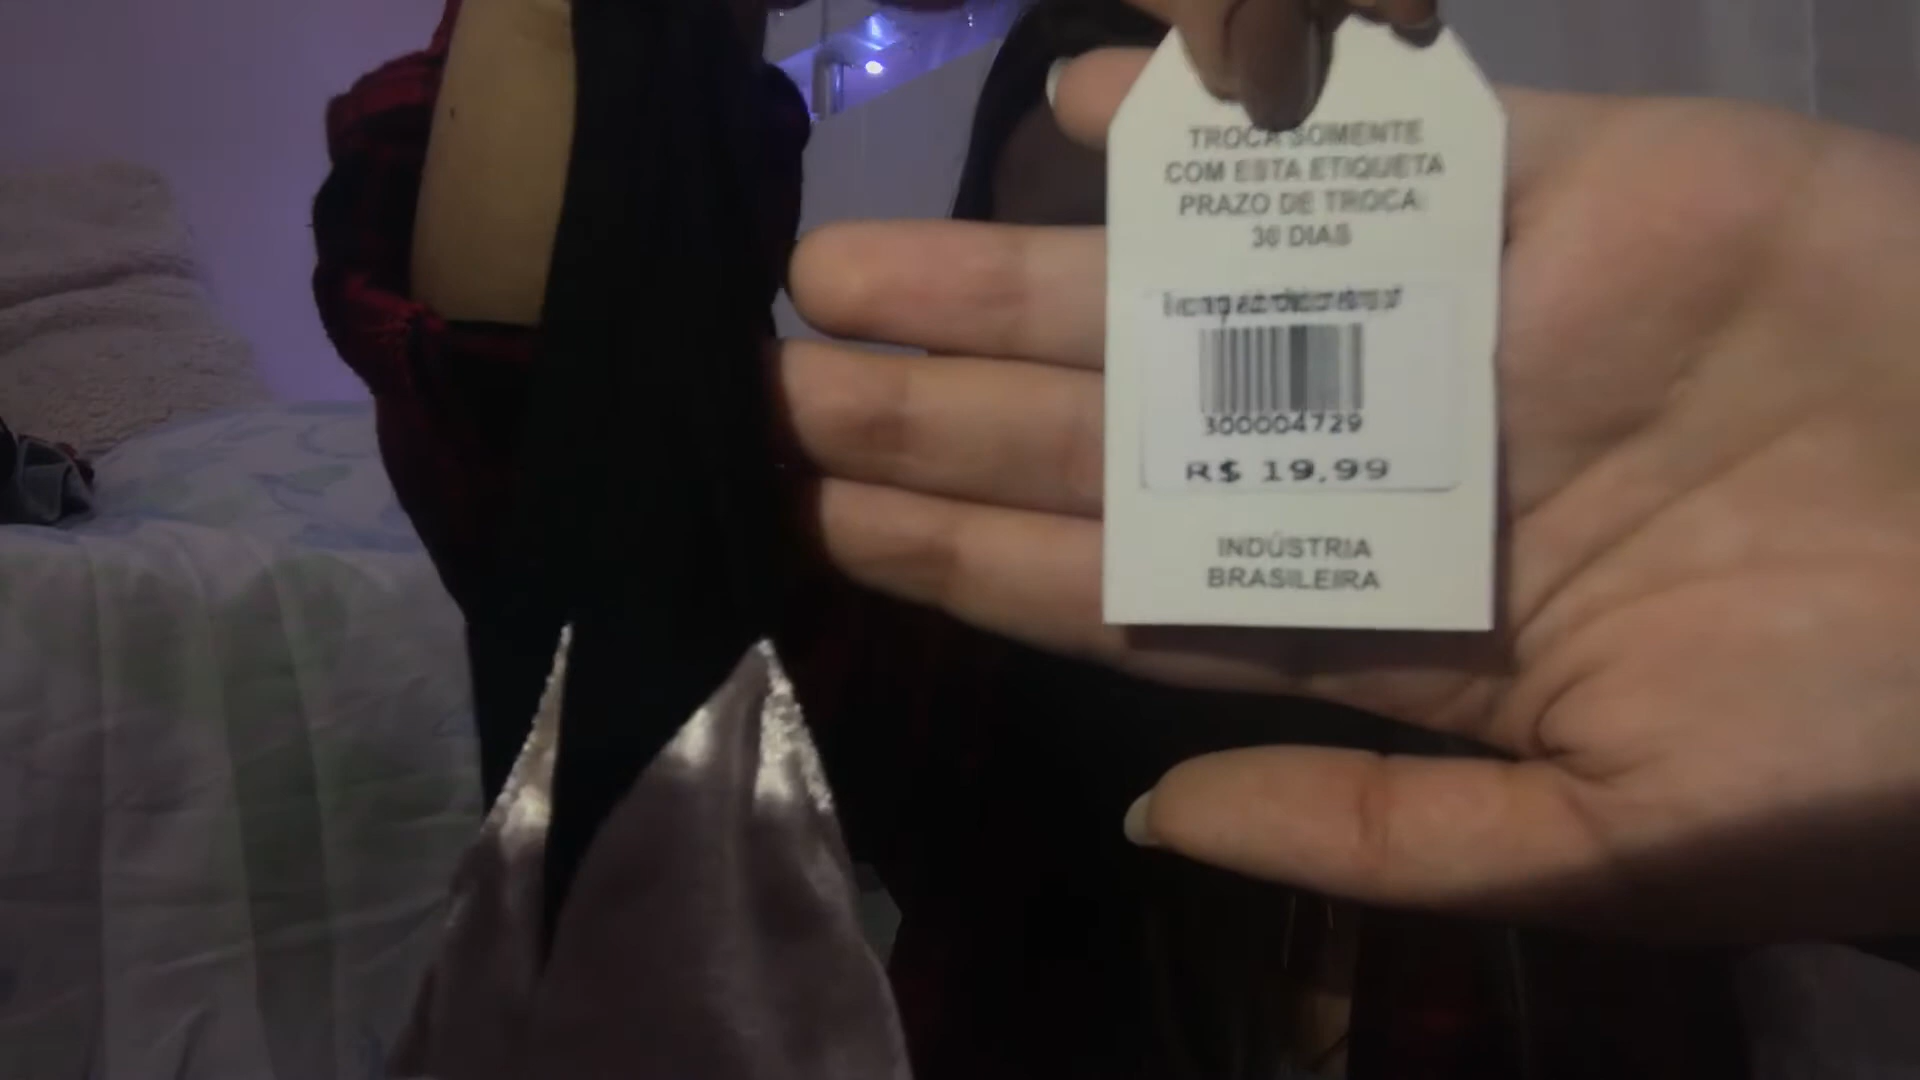 TROCA SOMENTE
COM ESTA ETIQUETA
PRAZO DE TROCA
30 DIAS
300004729
R$ 19,99
INDÚSTRIA
BRASILEIRA